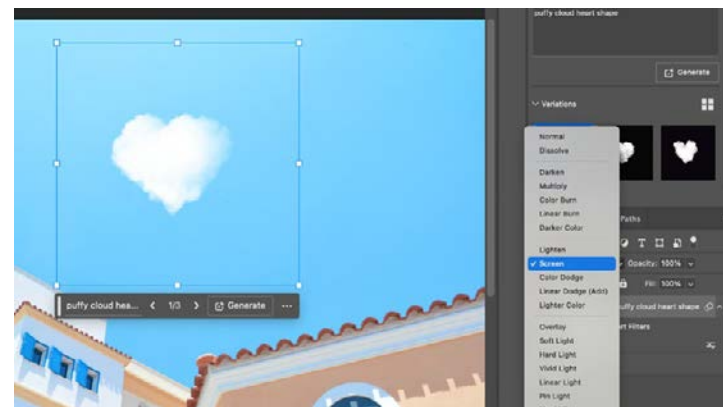 puffy cloud heart shape
Generate
Variations
Normal
Dissolve
Darken
Multiply
Color Burn
Linear Burn
Darker Color
Lighten
Screen
Color Dodge
Linear Dodge (Add)
Lighter Color
Overlay
Soft Light
Hard Light
Vivid Light
Linear Light
Pin Light
Paths
Opacity: 100%
Fill: 100%
uffy cloud heart shape
rt Filters
puffy cloud hea... 1/3 Generate ...